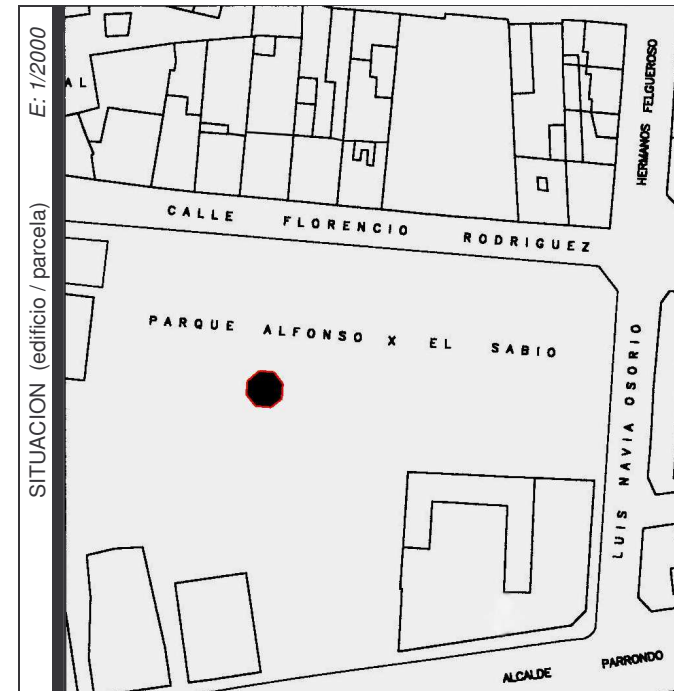 SITUACION (edificio / parcela) E: 1/2000
A L
HERMANOS FELGUEROSO
CALLE FLORENCIO RODRIGUEZ
PARQUE ALFONSO X EL SABIO
LUIS NAVIA OSORIO
ALCALDE PARRONDO